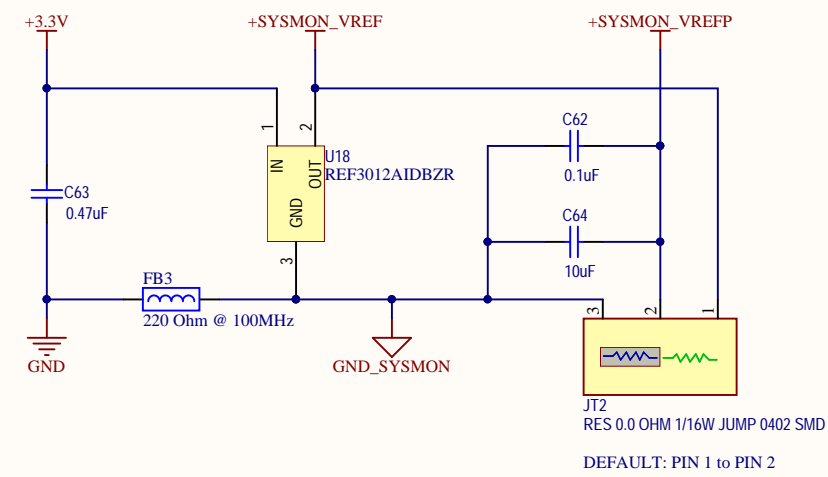 +3.3V
+SYSMON_VREF
+SYSMON_VREFP
1
2
IN
OUT
GND
3
U18
REF3012AIDBZR
C62
0.1uF
C63
0.47uF
C64
10uF
FB3
220 Ohm @ 100MHz
GND
GND_SYSMON
3
2
1
JT2
RES 0.0 OHM 1/16W JUMP 0402 SMD
DEFAULT: PIN 1 to PIN 2